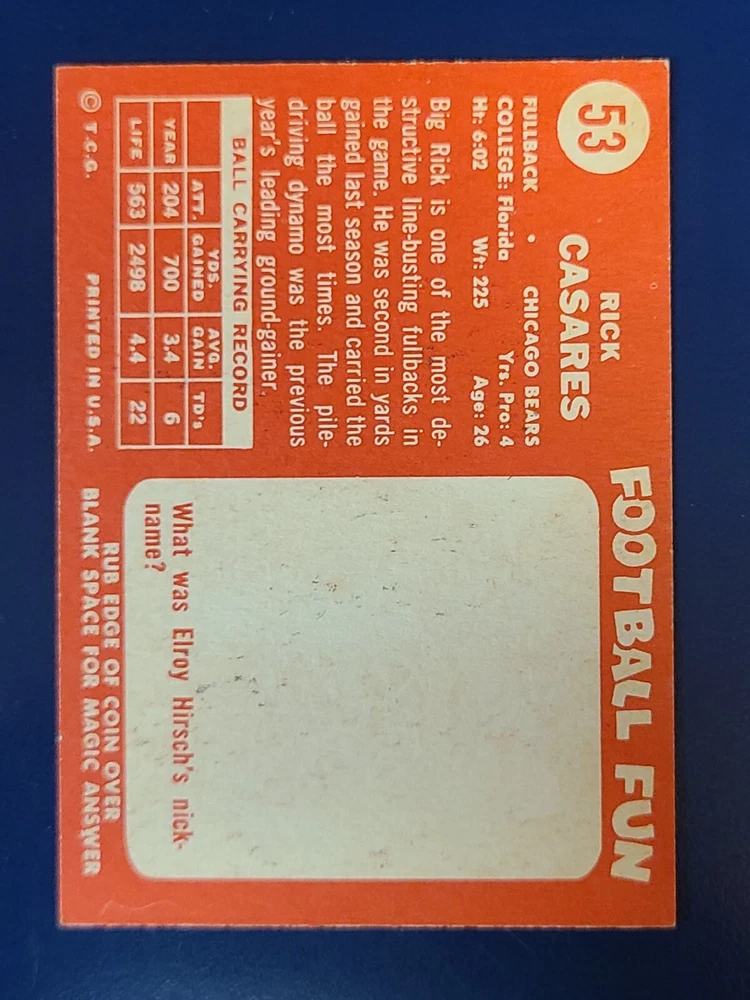 53
RICK
CASARES
FULLBACK • CHICAGO BEARS
COLLEGE: Florida Yrs. Pro: 4
Ht: 6:02 Wt: 225 Age: 26
Big Rick is one of the most de-
structive line-busting fullbacks in
the game. He was second in yards
gained last season and carried the
ball the most times. The pile-
driving dynamo was the previous
year's leading ground-gainer.
BALL CARRYING RECORD
ATT. YDS. GAINED AVG. GAIN TD's
YEAR 204 700 3.4 6
LIFE 563 2498 4.4 22
© T.C.G. PRINTED IN U.S.A.
FOOTBALL FUN
What was Elroy Hirsch's nick-
name?
RUB EDGE OF COIN OVER
BLANK SPACE FOR MAGIC ANSWER